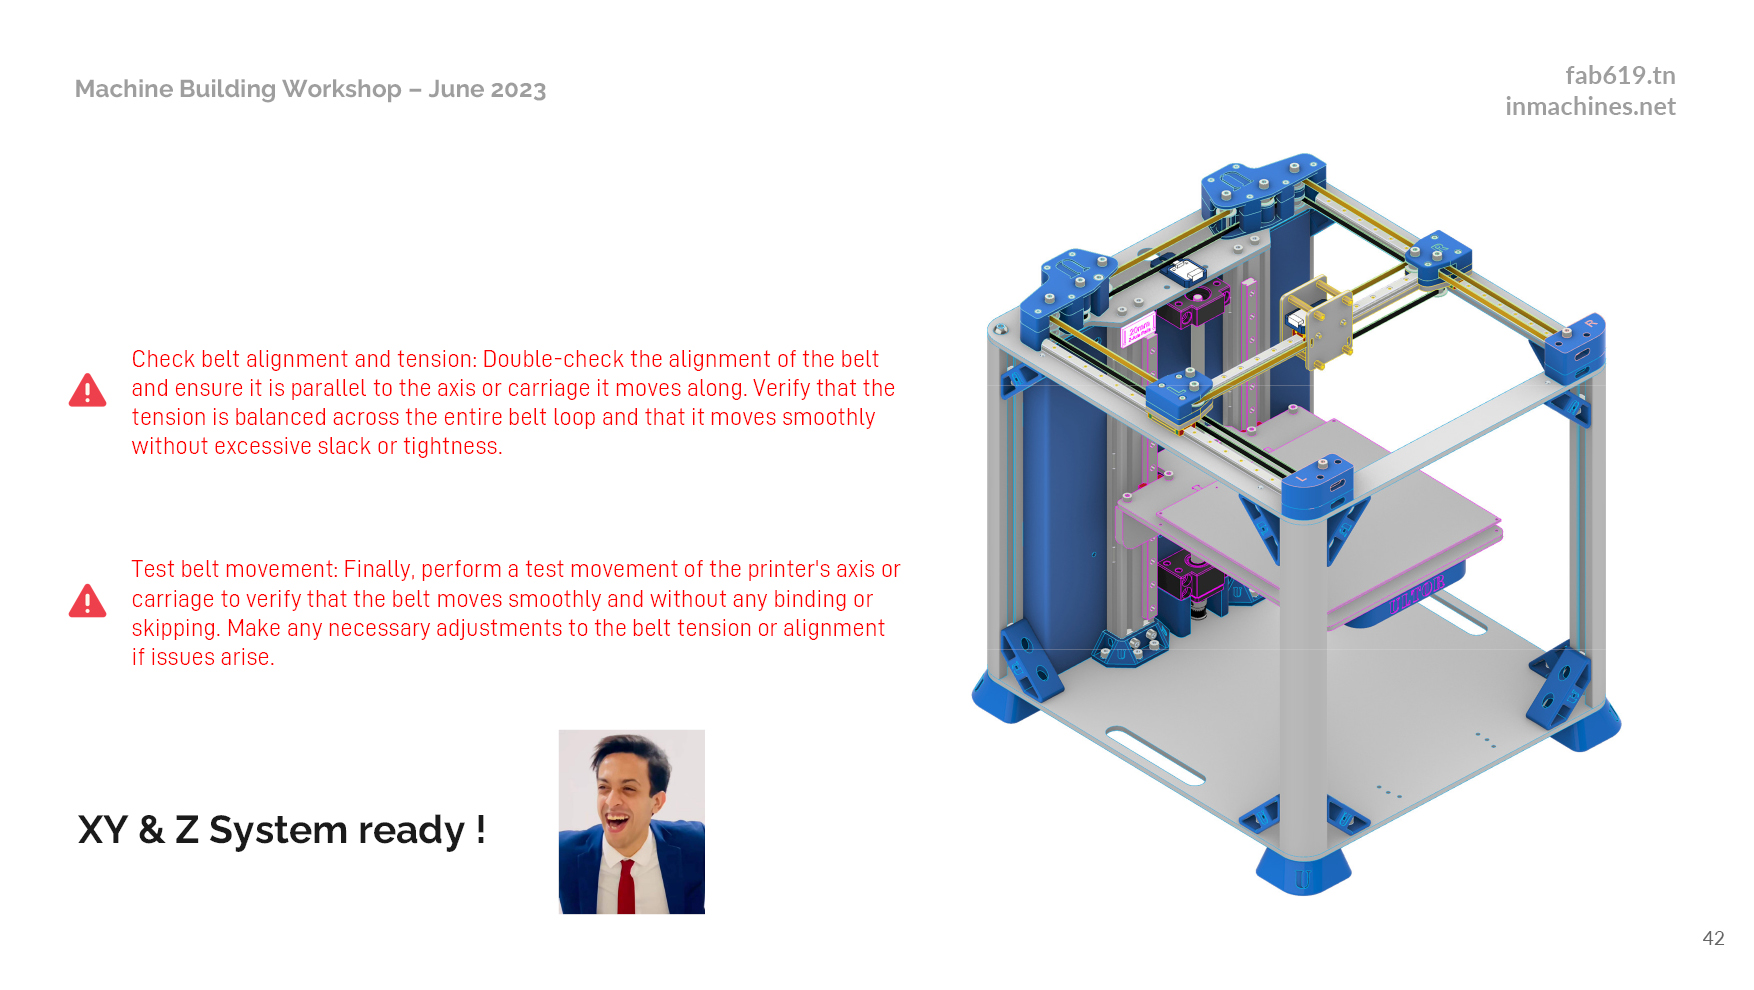 Machine Building Workshop – June 2023
fab619.tn
inmachines.net
Check belt alignment and tension: Double-check the alignment of the belt
and ensure it is parallel to the axis or carriage it moves along. Verify that the
tension is balanced across the entire belt loop and that it moves smoothly
without excessive slack or tightness.
Test belt movement: Finally, perform a test movement of the printer's axis or
carriage to verify that the belt moves smoothly and without any binding or
skipping. Make any necessary adjustments to the belt tension or alignment
if issues arise.
XY & Z System ready !
20mm
R
L
42